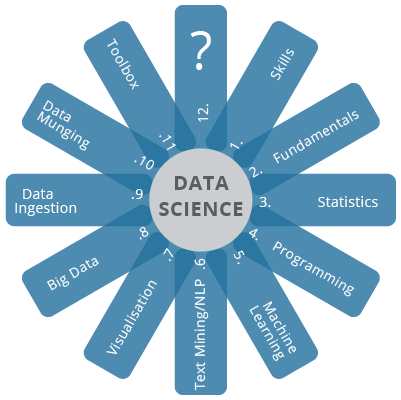 DATA
SCIENCE
1. Skills
2. Fundamentals
3. Statistics
4. Programming
5. Machine
Learning
6. Text Mining/NLP
7. Visualisation
8. Big Data
9. Data
Ingestion
10. Data
Munging
11. Toolbox
12. ?